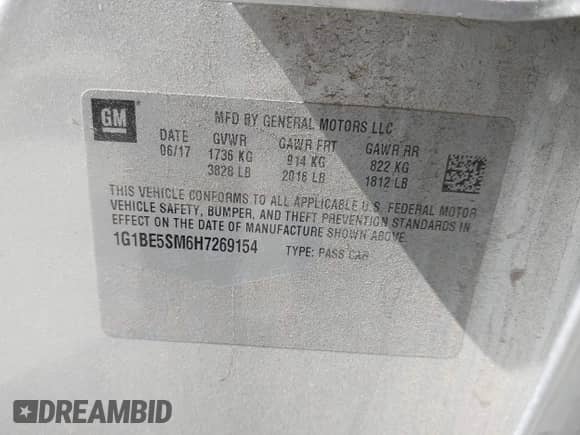 GM
MFD BY GENERAL MOTORS LLC
DATE GVWR GAWR FRT GAWR RR
06/17 1736 KG 914 KG 822 KG
3828 LB 2016 LB 1812 LB
THIS VEHICLE CONFORMS TO ALL APPLICABLE U.S. FEDERAL MOTOR
VEHICLE SAFETY, BUMPER, AND THEFT PREVENTION STANDARDS IN
EFFECT ON THE DATE OF MANUFACTURE SHOWN ABOVE.
1G1BE5SM6H7269154 TYPE: PASS CAR
DREAMBID